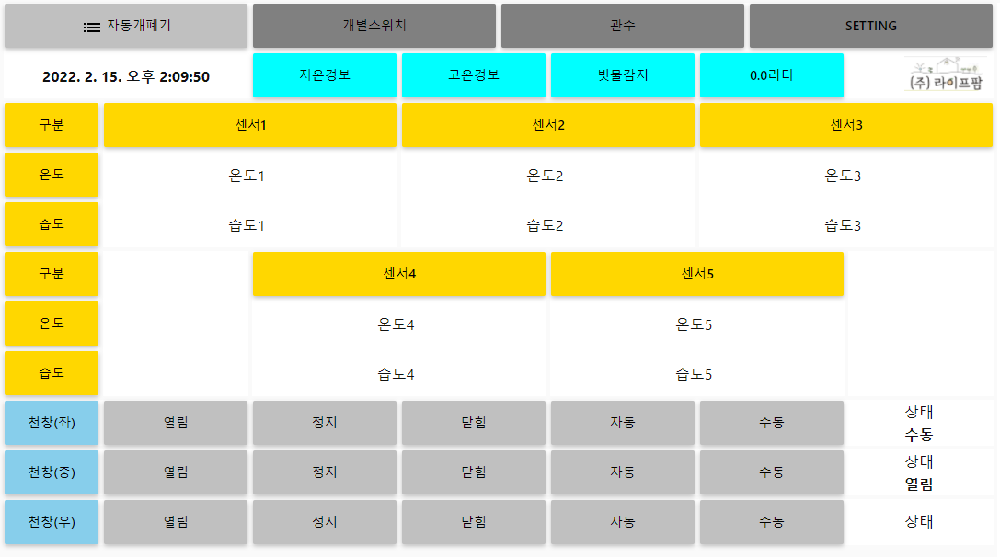 자동개폐기 개별스위치 관수 SETTING
2022. 2. 15. 오후 2:09:50 저온경보 고온경보 빗물감지 0.0리터 (주) 라이프팜
구분 센서1 센서2 센서3
온도 온도1 온도2 온도3
습도 습도1 습도2 습도3
구분 센서4 센서5
온도 온도4 온도5
습도 습도4 습도5
천창(좌) 열림 정지 닫힘 자동 수동 상태
수동
천창(중) 열림 정지 닫힘 자동 수동 상태
열림
천창(우) 열림 정지 닫힘 자동 수동 상태